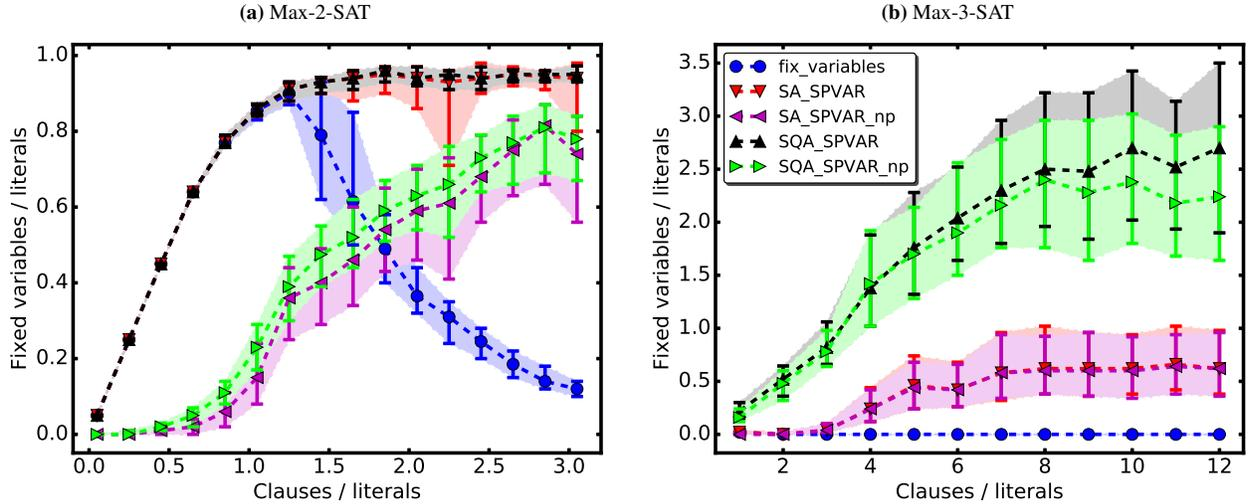 (a) Max-2-SAT
1.0
0.8
0.6
0.4
0.2
0.0
Fixed variables / literals
0.0 0.5 1.0 1.5 2.0 2.5 3.0
Clauses / literals
(b) Max-3-SAT
3.5
3.0
2.5
2.0
1.5
1.0
0.5
0.0
Fixed variables / literals
fix_variables
SA_SPVAR
SA_SPVAR_np
SQA_SPVAR
SQA_SPVAR_np
2 4 6 8 10 12
Clauses / literals